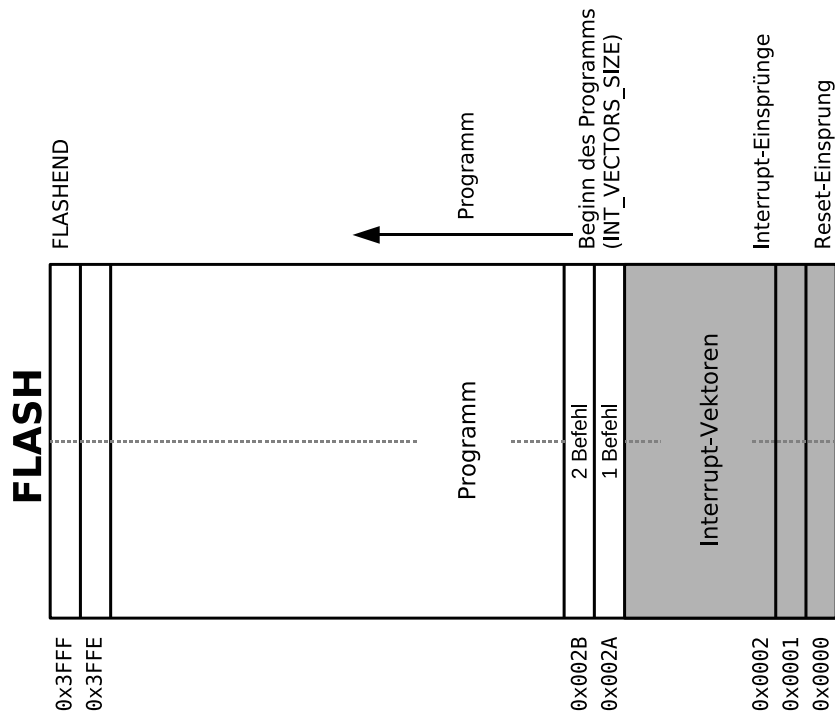 FLASH
0x3FFF
FLASHEND
0x3FFE
Programm
Programm
0x002B
2 Befehl
0x002A
1 Befehl
Beginn des Programms
(INT_VECTORS_SIZE)
Interrupt-Vektoren
0x0002
Interrupt-Einsprünge
0x0001
0x0000
Reset-Einsprung